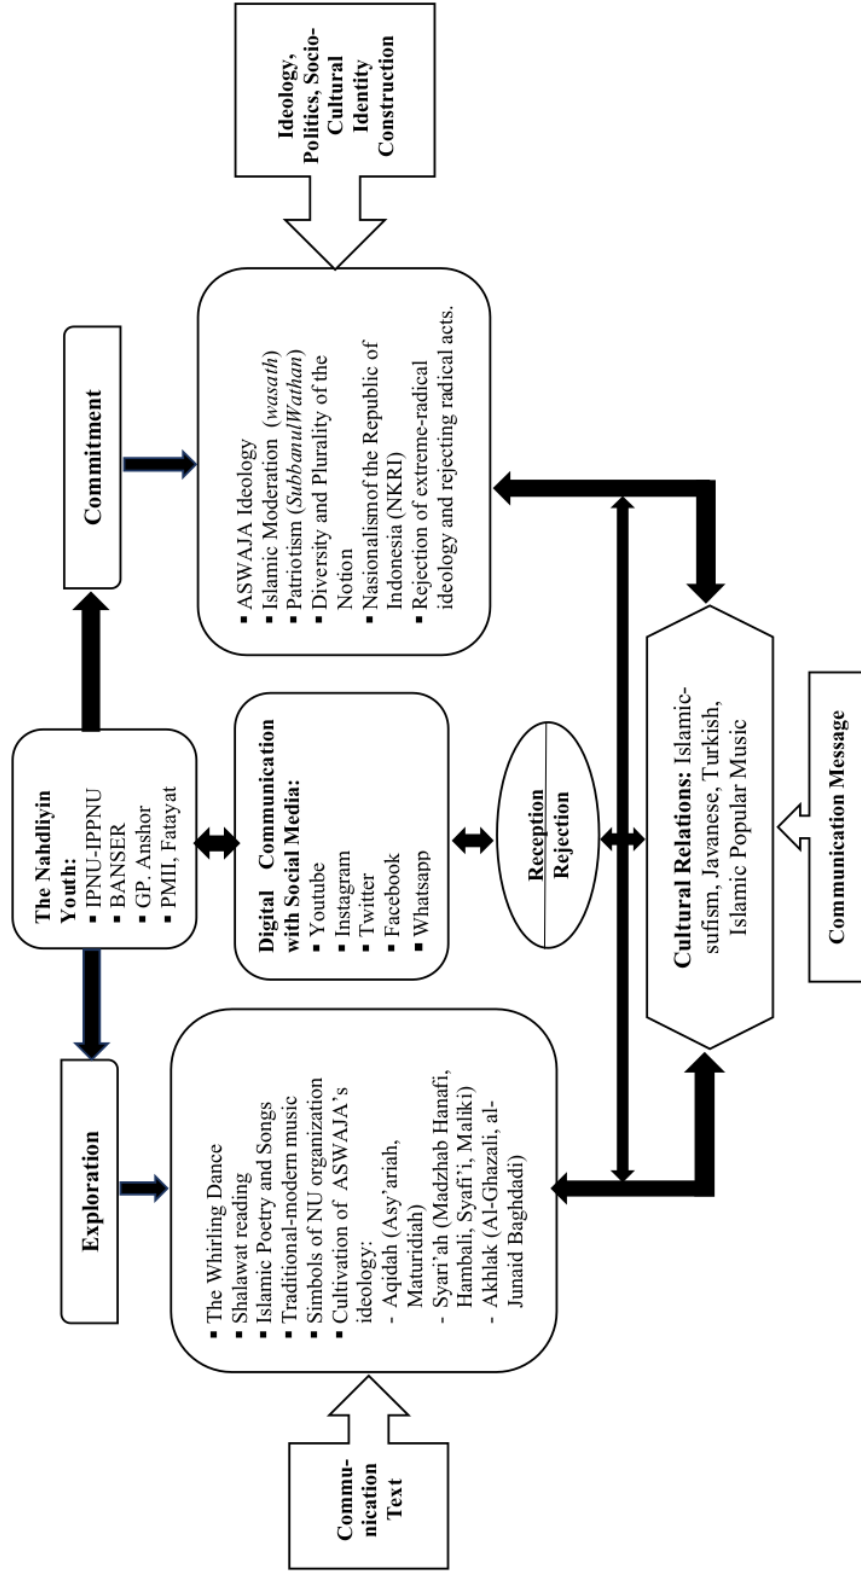 The Nahdliyin
Youth:
▪ IPNU-IPPNU
▪ BANSER
▪ GP. Anshor
▪ PMII, Fatayat
Exploration
Commitment
Commu-
nication
Text
▪ The Whirling Dance
▪ Shalawat reading
▪ Islamic Poetry and Songs
▪ Traditional-modern music
▪ Simbols of NU organization
▪ Cultivation of ASWAJA's
ideology:
- Aqidah (Asy'ariah,
Maturidiah)
- Syari'ah (Madzhab Hanafi,
Hambali, Syafi'i, Maliki)
- Akhlak (Al-Ghazali, al-
Junaid Baghdadi)
Digital Communication
with Social Media:
▪ Youtube
▪ Instagram
▪ Twitter
▪ Facebook
▪ Whatsapp
▪ ASWAJA Ideology
▪ Islamic Moderation (wasath)
▪ Patriotism (SubbanulWathan)
▪ Diversity and Plurality of the
Notion
▪ Nasionalismof the Republic of
Indonesia (NKRI)
▪ Rejection of extreme-radical
ideology and rejecting radical acts.
Ideology,
Politics, Socio-
Cultural
Identity
Construction
Reception
Rejection
Cultural Relations: Islamic-
sufism, Javanese, Turkish,
Islamic Popular Music
Communication Message